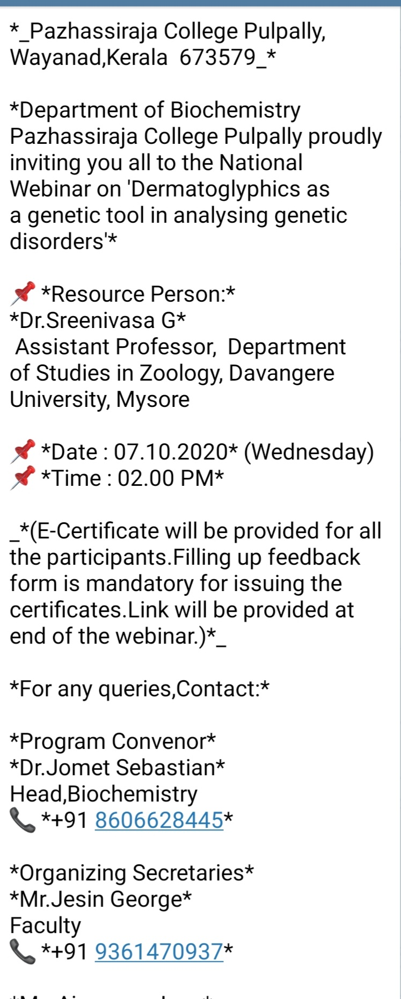 *_Pazhassiraja College Pulpally,
Wayanad,Kerala  673579_*
*Department of Biochemistry
Pazhassiraja College Pulpally proudly
inviting you all to the National
Webinar on 'Dermatoglyphics as
a genetic tool in analysing genetic
disorders'*
📌 *Resource Person:*
*Dr.Sreenivasa G*
Assistant Professor,  Department
of Studies in Zoology, Davangere
University, Mysore
📌 *Date : 07.10.2020* (Wednesday)
📌 *Time : 02.00 PM*
_*(E-Certificate will be provided for all
the participants.Filling up feedback
form is mandatory for issuing the
certificates.Link will be provided at
end of the webinar.)*_
*For any queries,Contact:*
*Program Convenor*
*Dr.Jomet Sebastian*
Head,Biochemistry
📞 *+91 8606628445*
*Organizing Secretaries*
*Mr.Jesin George*
Faculty
📞 *+91 9361470937*